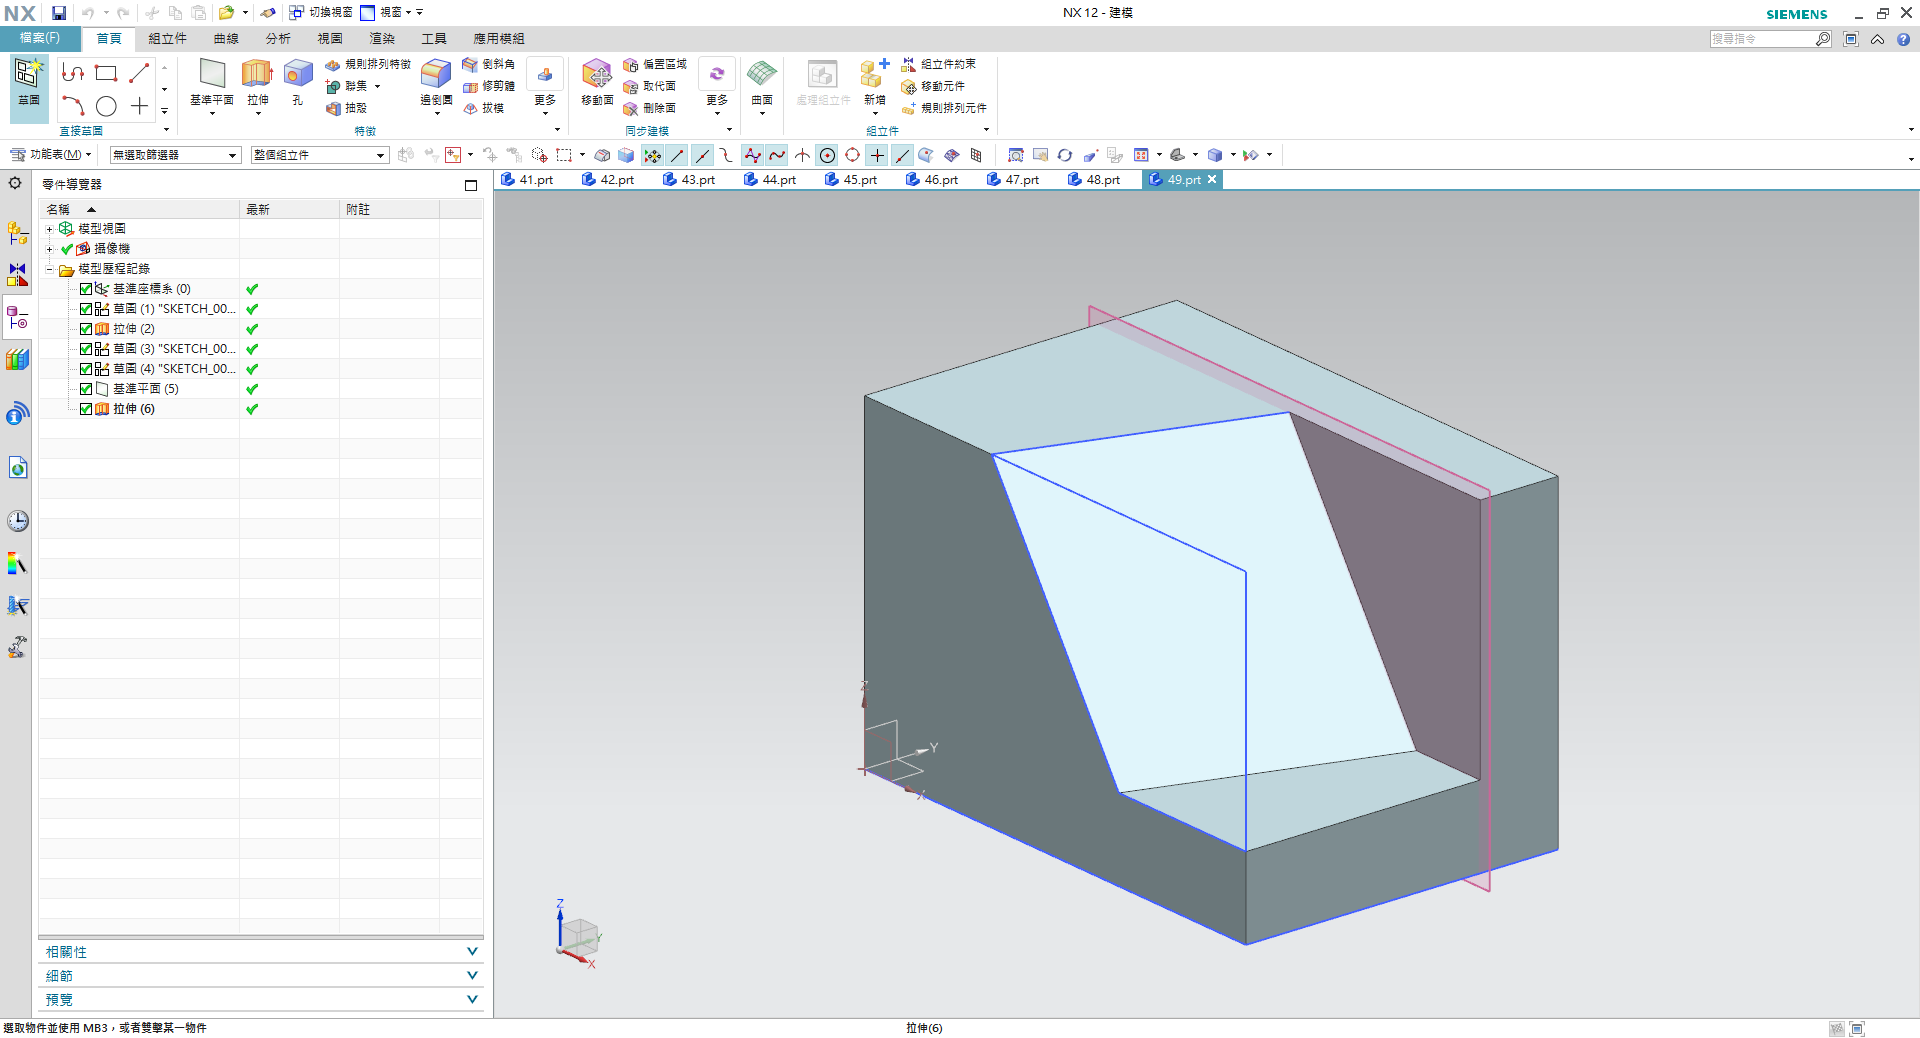 NX 切換視窗 視窗 NX 12 - 建模 SIEMENS
檔案(F) 首頁 組立件 曲線 分析 視圖 渲染 工具 應用模組 搜尋指令
草圖 基準平面 拉伸 孔 規則排列特徵 聯集 抽殼 邊倒圓 倒斜角 修剪體 拔模 更多 移動面 偏置區域 取代面 刪除面 更多 曲面 處理組立件 新增 組立件約束 移動元件 規則排列元件
直接草圖 特徵 同步建模 組立件
功能表(M) 無選取篩選器 整個組立件
零件導覽器 41.prt 42.prt 43.prt 44.prt 45.prt 46.prt 47.prt 48.prt 49.prt
名稱 最新 附註
模型視圖
攝像機
模型歷程記錄
基準座標系 (0)
草圖 (1) "SKETCH_00...
拉伸 (2)
草圖 (3) "SKETCH_00...
草圖 (4) "SKETCH_00...
基準平面 (5)
拉伸 (6)
Z
Y
X
Z
Y
X
相關性
細節
預覽
選取物件並使用 MB3，或者雙擊某一物件 拉伸(6)